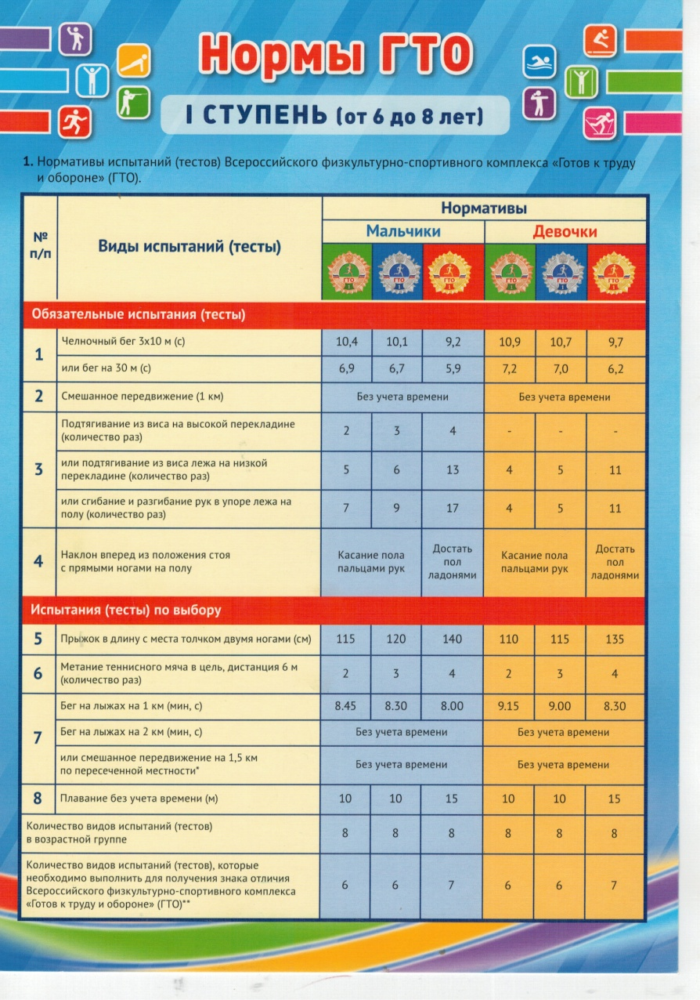 Нормы ГТО
I СТУПЕНЬ (от 6 до 8 лет)
1. Нормативы испытаний (тестов) Всероссийского физкультурно-спортивного комплекса «Готов к труду
и обороне» (ГТО).
№
п/п
Виды испытаний (тесты)
Нормативы
Мальчики Девочки
ГТО ГТО ГТО ГТО ГТО ГТО
I I I I I I
Обязательные испытания (тесты)
1 Челночный бег 3х10 м (с) 10,4 10,1 9,2 10,9 10,7 9,7
или бег на 30 м (с) 6,9 6,7 5,9 7,2 7,0 6,2
2 Смешанное передвижение (1 км) Без учета времени Без учета времени
3 Подтягивание из виса на высокой перекладине
(количество раз) 2 3 4 - - -
или подтягивание из виса лежа на низкой
перекладине (количество раз) 5 6 13 4 5 11
или сгибание и разгибание рук в упоре лежа на
полу (количество раз) 7 9 17 4 5 11
4 Наклон вперед из положения стоя
с прямыми ногами на полу
Касание пола
пальцами рук
Достать
пол
ладонями
Касание пола
пальцами рук
Достать
пол
ладонями
Испытания (тесты) по выбору
5 Прыжок в длину с места толчком двумя ногами (см) 115 120 140 110 115 135
6 Метание теннисного мяча в цель, дистанция 6 м
(количество раз) 2 3 4 2 3 4
7 Бег на лыжах на 1 км (мин, с) 8.45 8.30 8.00 9.15 9.00 8.30
Бег на лыжах на 2 км (мин, с) Без учета времени Без учета времени
или смешанное передвижение на 1,5 км
по пересеченной местности* Без учета времени Без учета времени
8 Плавание без учета времени (м) 10 10 15 10 10 15
Количество видов испытаний (тестов)
в возрастной группе 8 8 8 8 8 8
Количество видов испытаний (тестов), которые
необходимо выполнить для получения знака отличия
Всероссийского физкультурно-спортивного комплекса
«Готов к труду и обороне» (ГТО)** 6 6 7 6 6 7